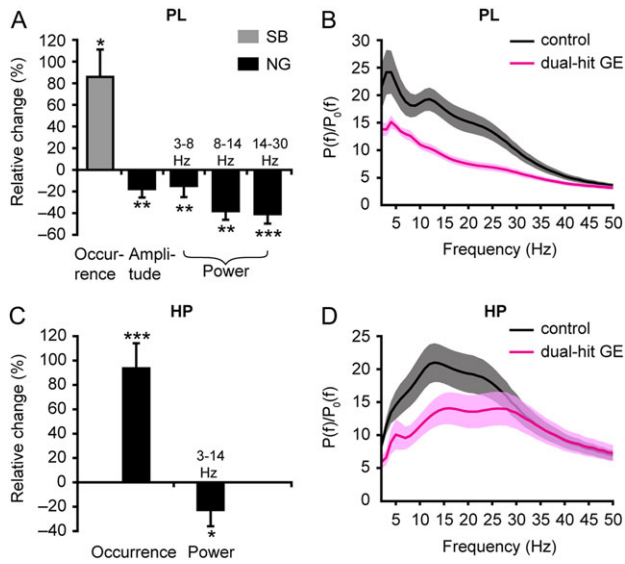 A
PL
SB
NG
*
Relative change (%)
120
100
80
60
40
20
0
−20
−40
−60
3-8 Hz
8-14 Hz
14-30 Hz
**
**
**
***
Occur-
rence
Ampli-
tude
Power
B
PL
control
dual-hit GE
P(f)/P0(f)
30
25
20
15
10
5
0
5 10 15 20 25 30 35 40 45 50
Frequency (Hz)
C
HP
***
Relative change (%)
120
100
80
60
40
20
0
−20
−40
3-14
Hz
*
Occurrence
Power
D
HP
control
dual-hit GE
P(f)/P0(f)
25
20
15
10
5
0
5 10 15 20 25 30 35 40 45 50
Frequency (Hz)